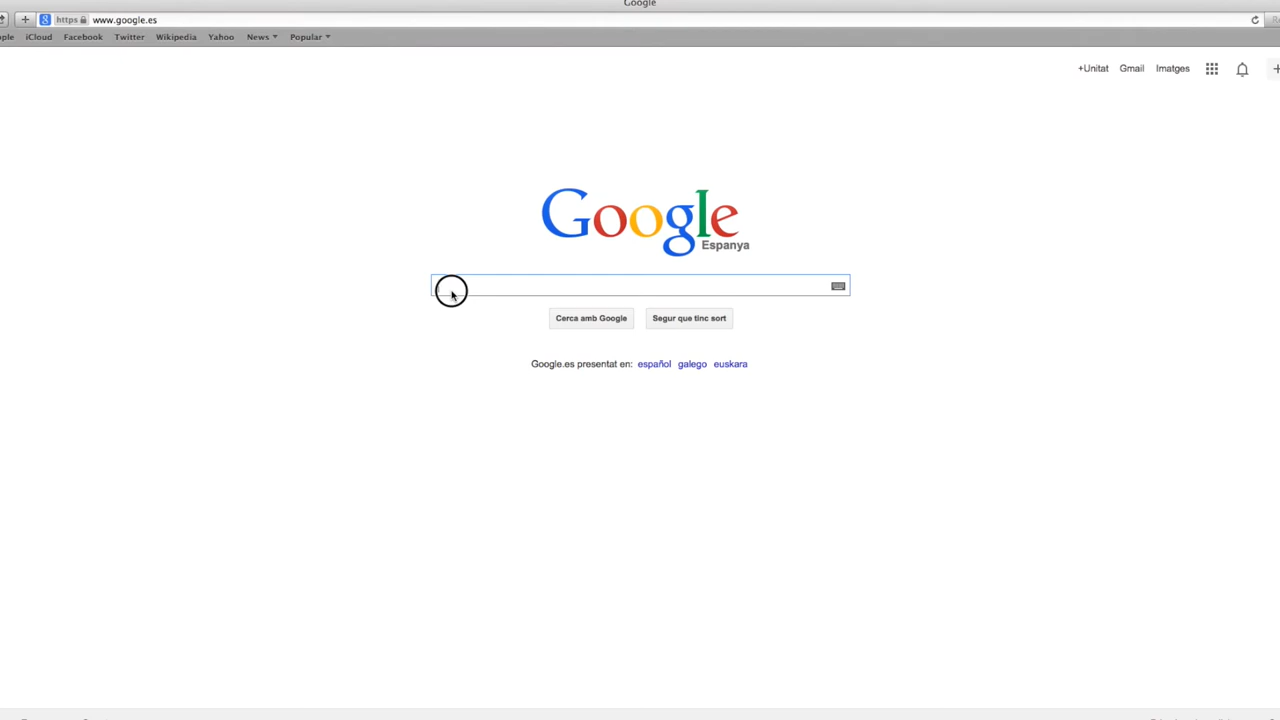 Google
https www.google.es
iCloud Facebook Twitter Wikipedia Yahoo News Popular
+Unitat Gmail Imatges
Google
Espanya
Cerca amb Google Segur que tinc sort
Google.es presentat en: español galego euskara